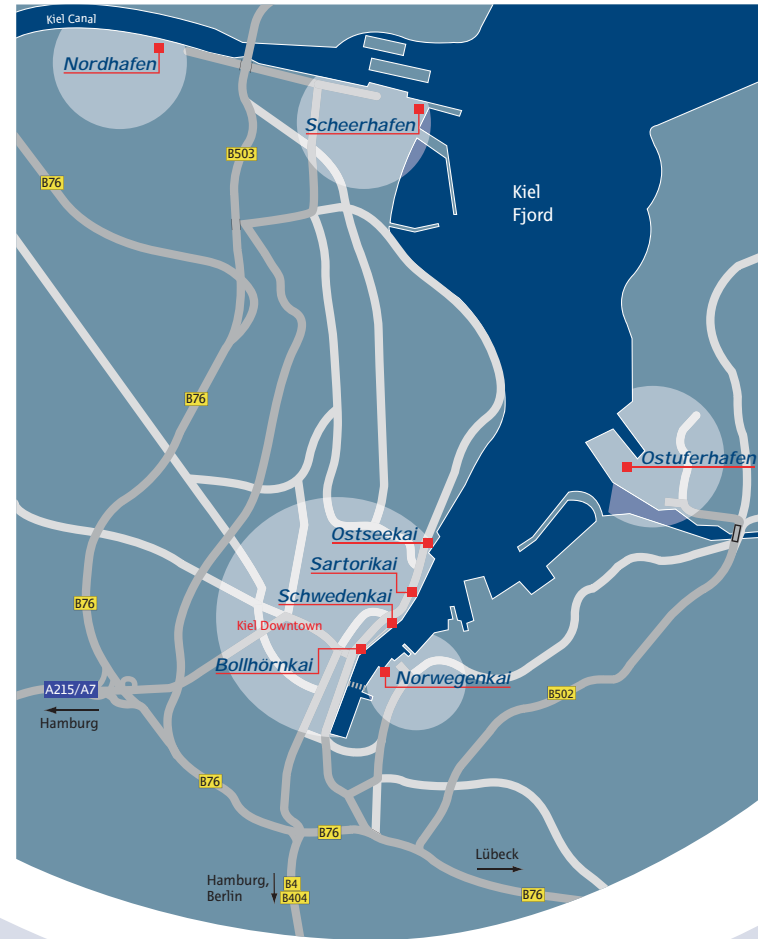 Kiel Canal
Nordhafen
Scheerhafen
B503
B76
Kiel
Fjord
B76
Ostuferhafen
Ostseekai
Sartorikai
Schwedenkai
B76
Kiel Downtown
Bollhörnkai
Norwegenkai
A215/A7
B502
Hamburg
B76
B76
Lübeck
Hamburg,
Berlin
B4
B404
B76